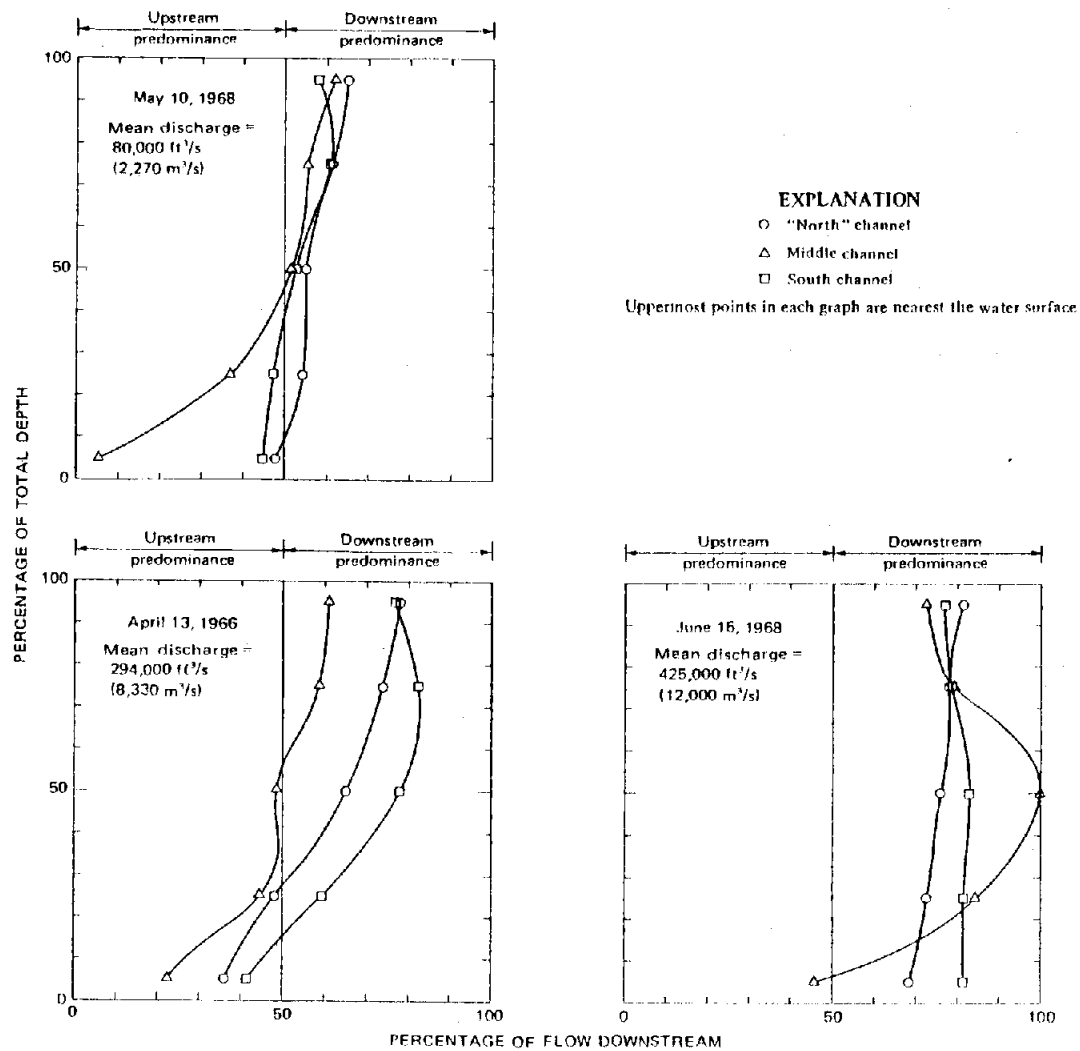 Upstream
predominance
Downstream
predominance
100
May 10, 1968
Mean discharge =
80,000 ft³/s
(2,270 m³/s)
50
0
EXPLANATION
"North" channel
Middle channel
South channel
Uppermost points in each graph are nearest the water surface
PERCENTAGE OF TOTAL DEPTH
Upstream
predominance
Downstream
predominance
100
April 13, 1966
Mean discharge =
294,000 ft³/s
(8,330 m³/s)
50
0
0
50
100
Upstream
predominance
Downstream
predominance
June 16, 1968
Mean discharge =
425,000 ft³/s
(12,000 m³/s)
0
50
100
PERCENTAGE OF FLOW DOWNSTREAM